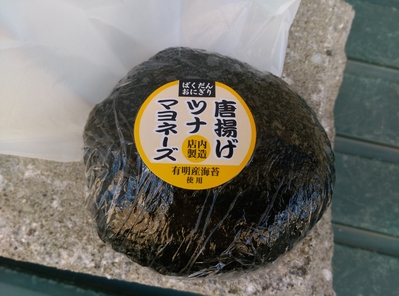 ばくだん
おにぎり
唐揚げ
ツナ
マヨネーズ
店内
製造
有明産海苔
使用